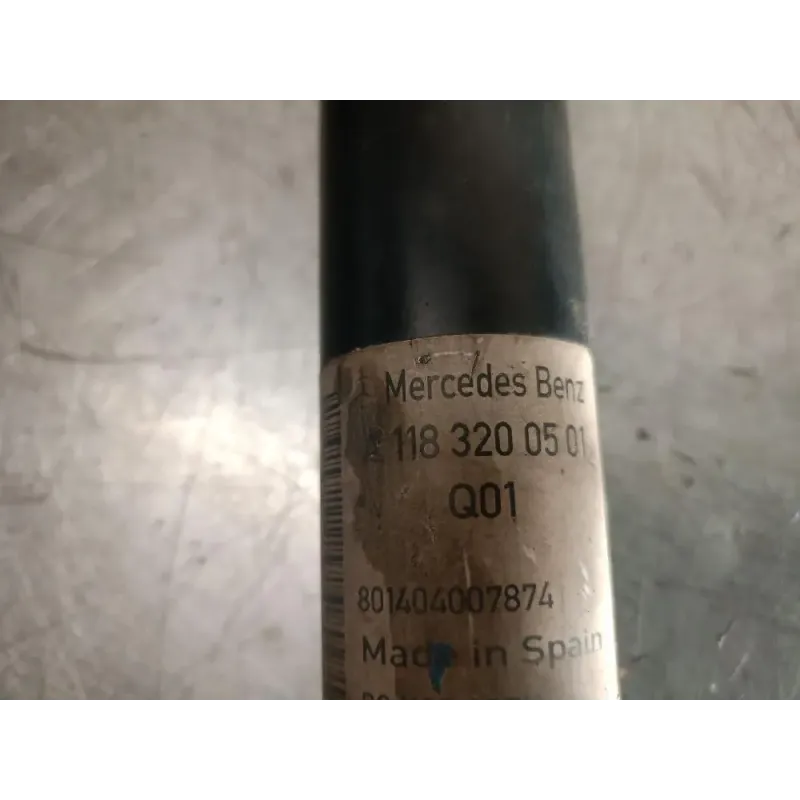 Mercedes Benz
A 118 320 05 01
Q01
801404007874
Made in Spain